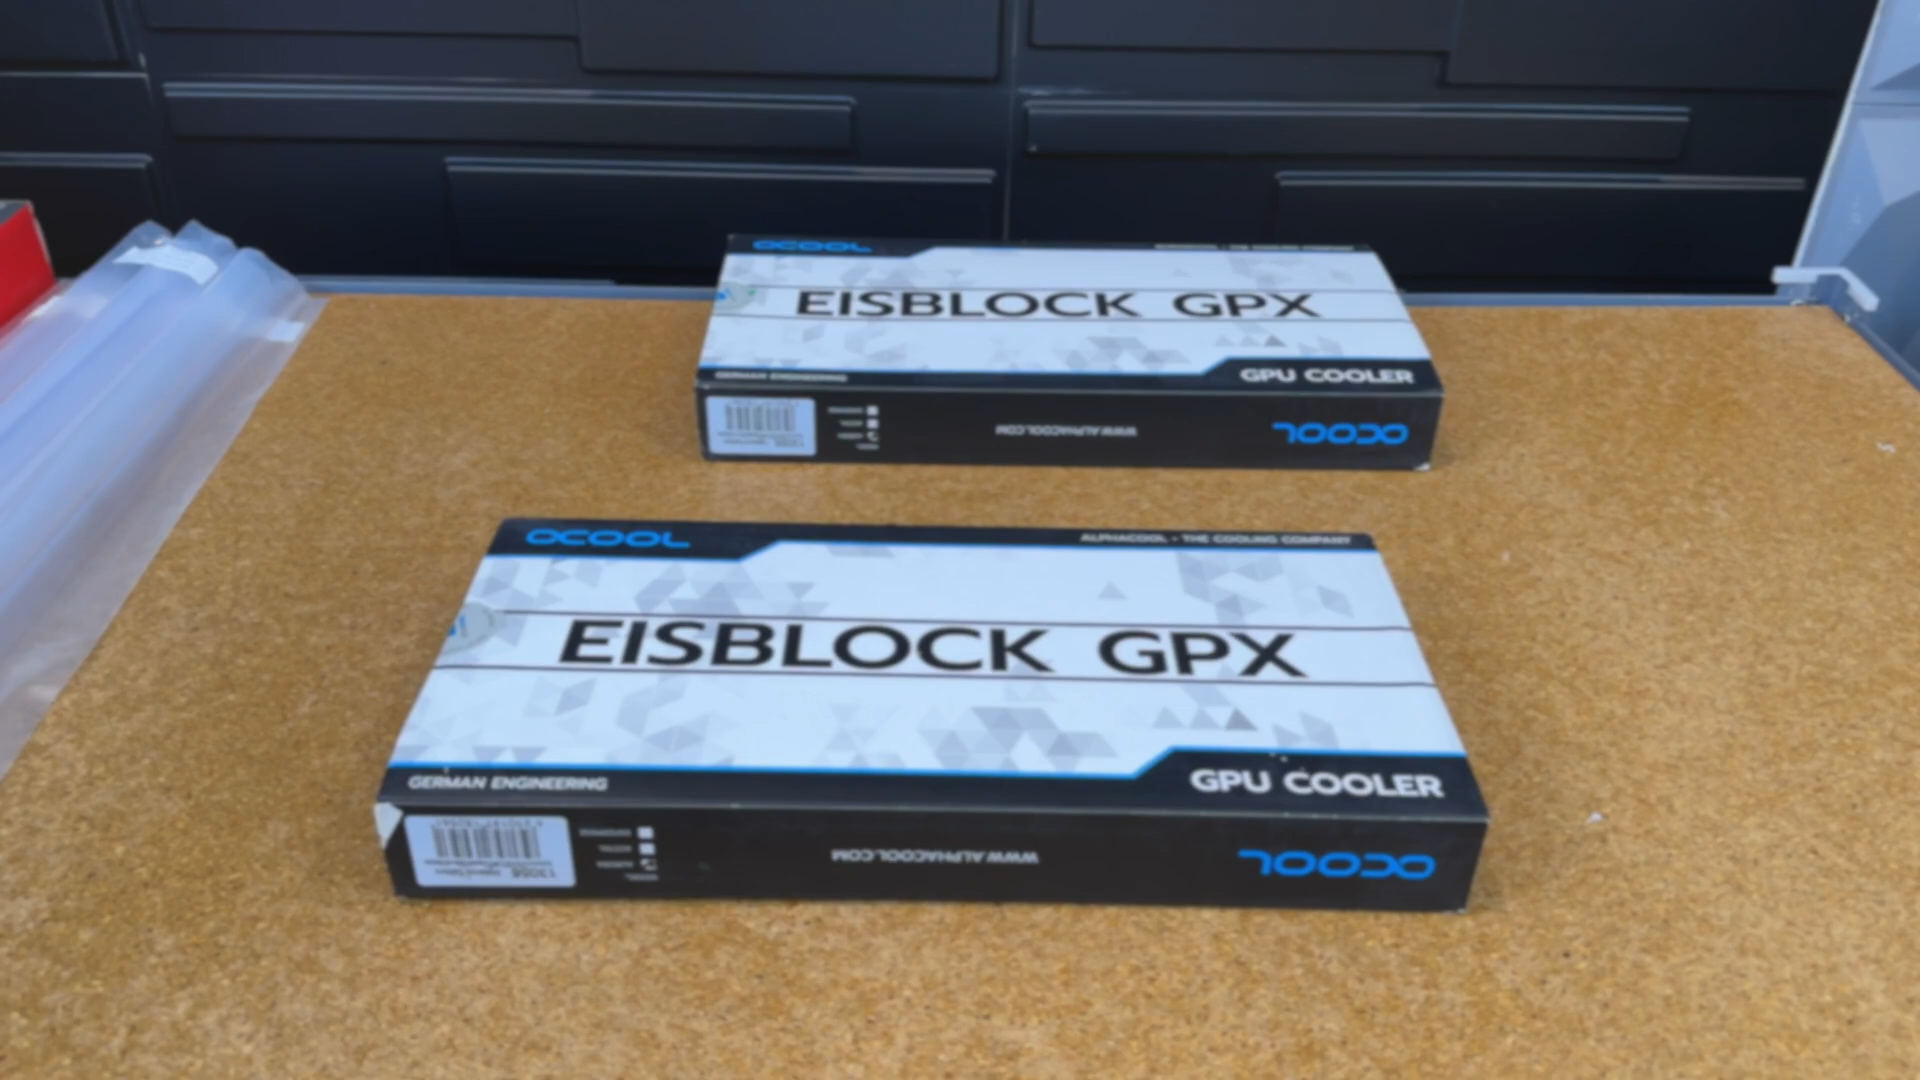 OCOOL
EISBLOCK GPX
GPU COOLER
WWW.ALPHACOOL.COM
OCOOL
OCOOL
ALPHACOOL - THE COOLING COMPANY
EISBLOCK GPX
GERMAN ENGINEERING
GPU COOLER
WWW.ALPHACOOL.COM
OCOOL